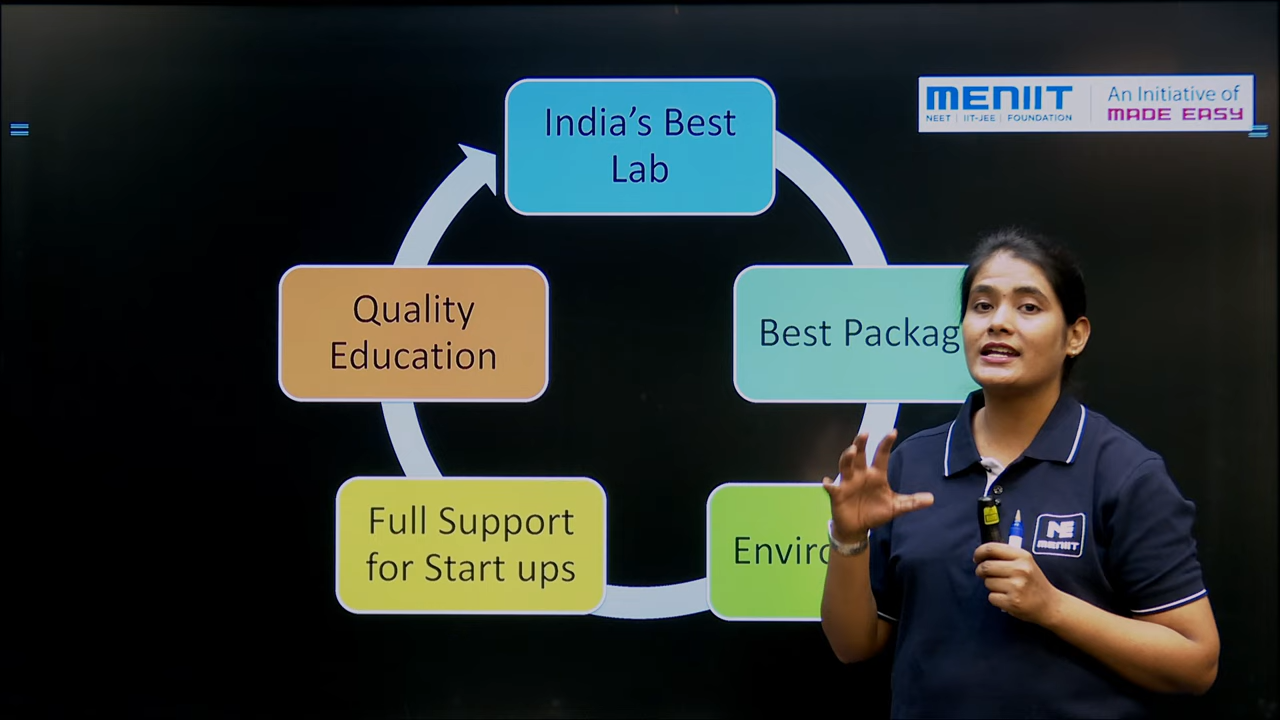 India's Best
Lab
MENIIT
NEET | IIT-JEE | FOUNDATION
An Initiative of
MADE EASY
Quality
Education
Best Packag
Full Support
for Start ups
Enviro
MENIIT